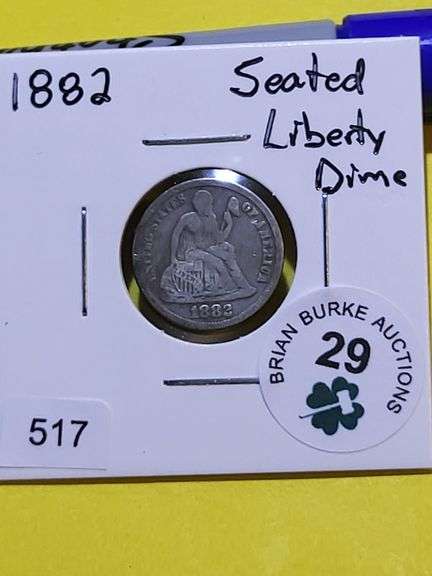 1882
Seated
Liberty
Dime
UNITED STATES OF AMERICA
1882
BRIAN BURKE AUCTIONS
29
517